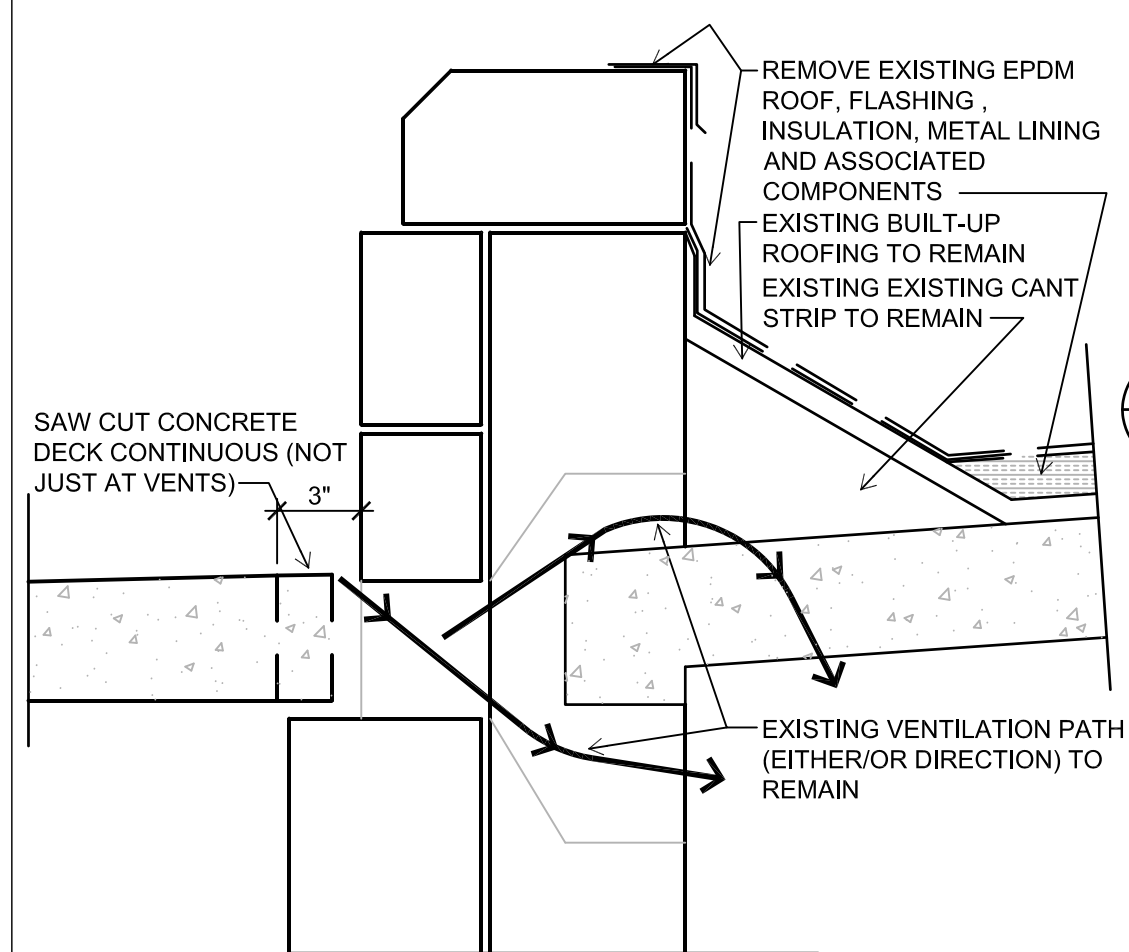 REMOVE EXISTING EPDM
ROOF, FLASHING ,
INSULATION, METAL LINING
AND ASSOCIATED
COMPONENTS
EXISTING BUILT-UP
ROOFING TO REMAIN
EXISTING EXISTING CANT
STRIP TO REMAIN
SAW CUT CONCRETE
DECK CONTINUOUS (NOT
JUST AT VENTS)
3"
EXISTING VENTILATION PATH
(EITHER/OR DIRECTION) TO
REMAIN